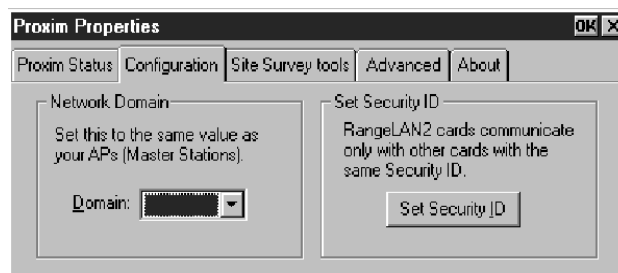 Proxim Properties OK X
Proxim Status Configuration Site Survey tools Advanced About
Network Domain
Set this to the same value as
your APs (Master Stations).
Domain:
Set Security ID
RangeLAN2 cards communicate
only with other cards with the
same Security ID.
Set Security ID